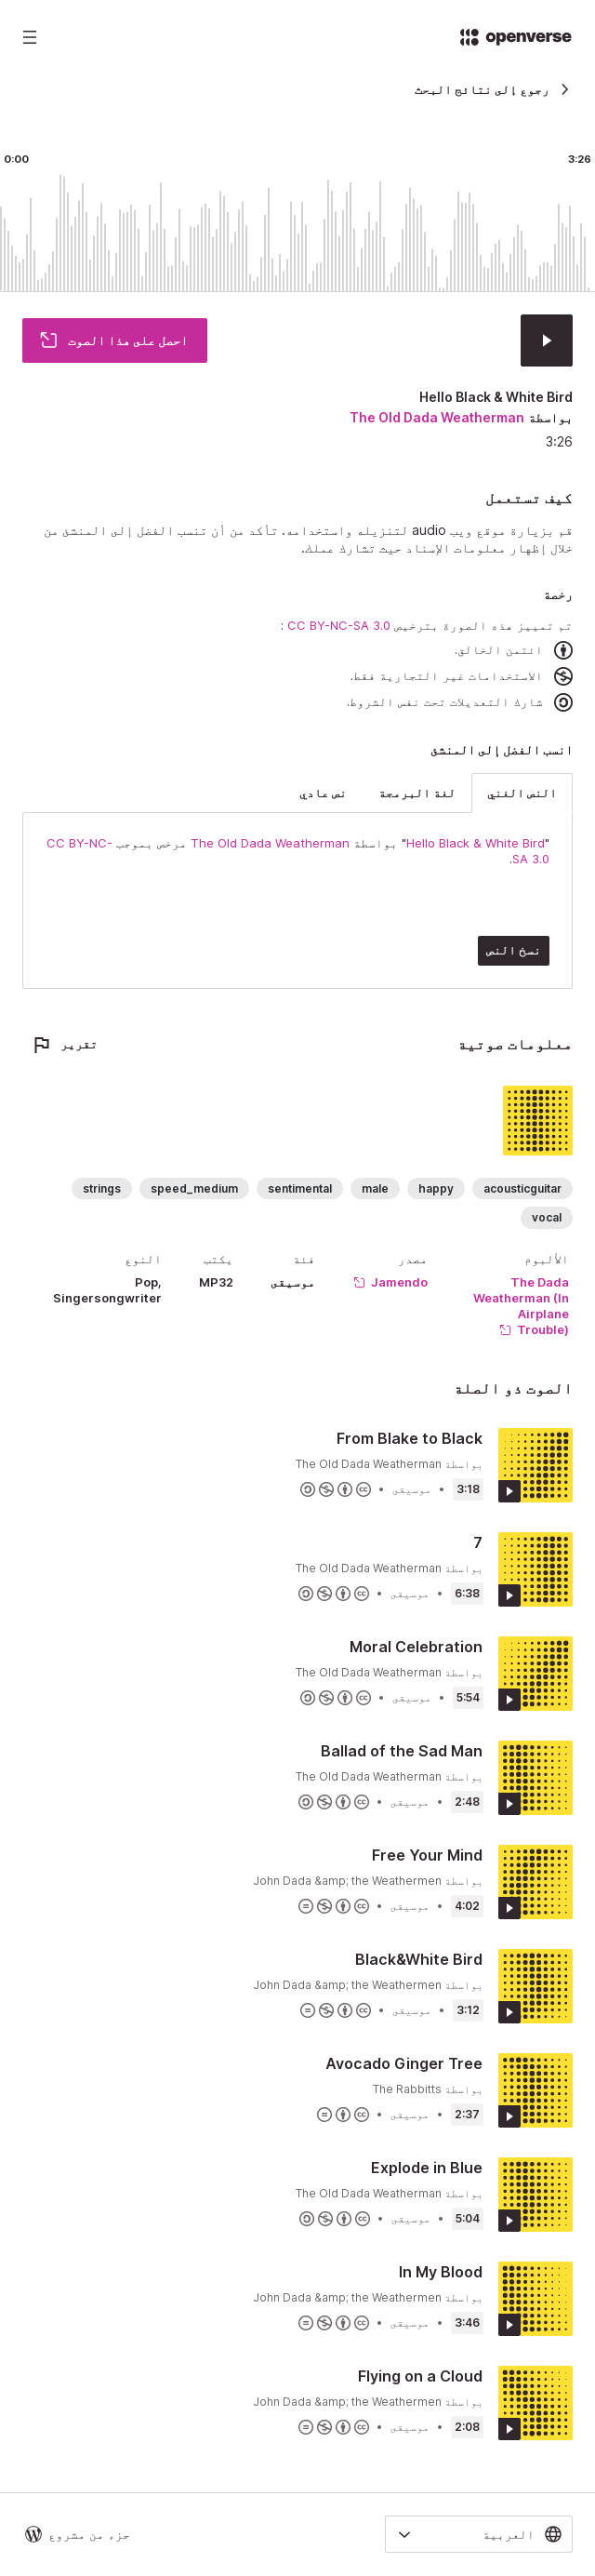 openverse
رجوع إلى نتائج البحث
0:00
3:26
احصل على هذا الصوت
Hello Black & White Bird
بواسطة The Old Dada Weatherman
3:26
كيف تستعمل
قم بزيارة موقع ويب audio لتنزيله واستخدامه. تأكد من أن تنسب الفضل إلى المنشئ من
خلال إظهار معلومات الإسناد حيث تشارك عملك.
رخصة
تم تمييز هذه الصورة بترخيص CC BY-NC-SA 3.0 :
ائتمن الخالق.
الاستخدامات غير التجارية فقط.
شارك التعديلات تحت نفس الشروط.
انسب الفضل إلى المنشئ
النص الغني
لغة البرمجة
نص عادي
"Hello Black & White Bird" بواسطة The Old Dada Weatherman مرخص بموجب CC BY-NC-
SA 3.0.
نسخ النص
معلومات صوتية
تقرير
acousticguitar
happy
male
sentimental
speed_medium
strings
vocal
الألبوم
The Dada
Weatherman (In
Airplane
Trouble)
مصدر
Jamendo
فئة
موسيقى
يكتب
MP32
النوع
Pop,
Singersongwriter
الصوت ذو الصلة
From Blake to Black
بواسطة The Old Dada Weatherman
3:18 • موسيقى •
7
بواسطة The Old Dada Weatherman
6:38 • موسيقى •
Moral Celebration
بواسطة The Old Dada Weatherman
5:54 • موسيقى •
Ballad of the Sad Man
بواسطة The Old Dada Weatherman
2:48 • موسيقى •
Free Your Mind
بواسطة John Dada &amp; the Weathermen
4:02 • موسيقى •
Black&White Bird
بواسطة John Dada &amp; the Weathermen
3:12 • موسيقى •
Avocado Ginger Tree
بواسطة The Rabbitts
2:37 • موسيقى •
Explode in Blue
بواسطة The Old Dada Weatherman
5:04 • موسيقى •
In My Blood
بواسطة John Dada &amp; the Weathermen
3:46 • موسيقى •
Flying on a Cloud
بواسطة John Dada &amp; the Weathermen
2:08 • موسيقى •
العربية
جزء من مشروع